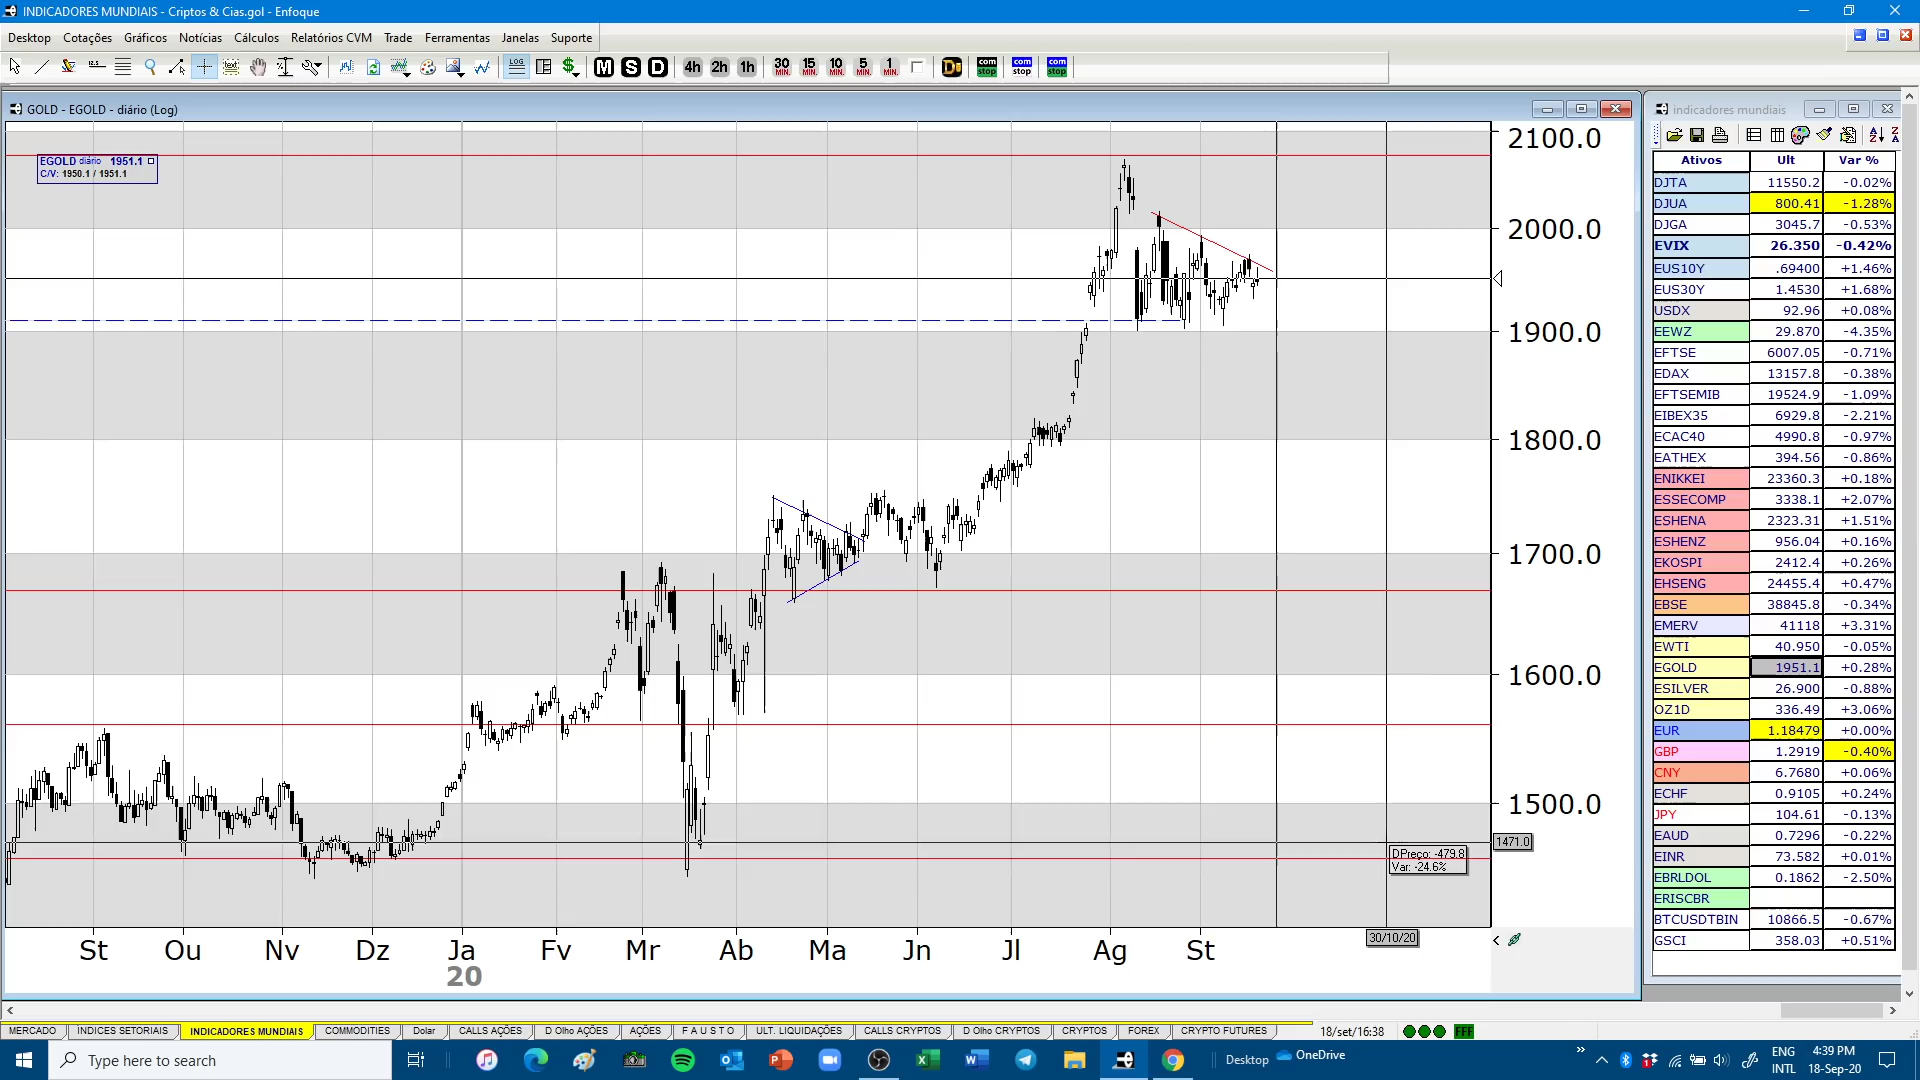 INDICADORES MUNDIAIS - Criptos & Cias.gol - Enfoque
Desktop Cotações Gráficos Notícias Cálculos Relatórios CVM Trade Ferramentas Janelas Suporte
LOG M S D 4h 2h 1h 30 MIN. 15 MIN. 10 MIN. 5 MIN. 1 MIN. com stop com stop com stop
GOLD - EGOLD - diário (Log)
EGOLD diário 1951.1
C/V: 1950.1 / 1951.1
2100.0
2000.0
1900.0
1800.0
1700.0
1600.0
1500.0
1471.0
DPreço: -479.8
Var: -24.6%
30/10/20
St Ou Nv Dz Ja Fv Mr Ab Ma Jn Jl Ag St
20
indicadores mundiais
Ativos Ult Var %
DJTA 11550.2 -0.02%
DJUA 800.41 -1.28%
DJGA 3045.7 -0.53%
EVIX 26.350 -0.42%
EUS10Y .69400 +1.46%
EUS30Y 1.4530 +1.68%
USDX 92.96 +0.08%
EEWZ 29.870 -4.35%
EFTSE 6007.05 -0.71%
EDAX 13157.8 -0.38%
EFTSEMIB 19524.9 -1.09%
EIBEX35 6929.8 -2.21%
ECAC40 4990.8 -0.97%
EATHEX 394.56 -0.86%
ENIKKEI 23360.3 +0.18%
ESSECOMP 3338.1 +2.07%
ESHENA 2323.31 +1.51%
ESHENZ 956.04 +0.16%
EKOSPI 2412.4 +0.26%
EHSENG 24455.4 +0.47%
EBSE 38845.8 -0.34%
EMERV 41118 +3.31%
EWTI 40.950 -0.05%
EGOLD 1951.1 +0.28%
ESILVER 26.900 -0.88%
OZ1D 336.49 +3.06%
EUR 1.18479 +0.00%
GBP 1.2919 -0.40%
CNY 6.7680 +0.06%
ECHF 0.9105 +0.24%
JPY 104.61 -0.13%
EAUD 0.7296 -0.22%
EINR 73.582 +0.01%
EBRLDOL 0.1862 -2.50%
ERISCBR
BTCUSDTBIN 10866.5 -0.67%
GSCI 358.03 +0.51%
MERCADO ÍNDICES SETORIAIS INDICADORES MUNDIAIS COMMODITIES Dolar CALLS AÇÕES D Olho AÇÕES AÇÕES F A U S T O ULT. LIQUIDAÇÕES CALLS CRYPTOS D Olho CRYPTOS CRYPTOS FOREX CRYPTO FUTURES 18/set/16:38 FFF
Type here to search Desktop OneDrive ENG 4:39 PM
INTL 18-Sep-20